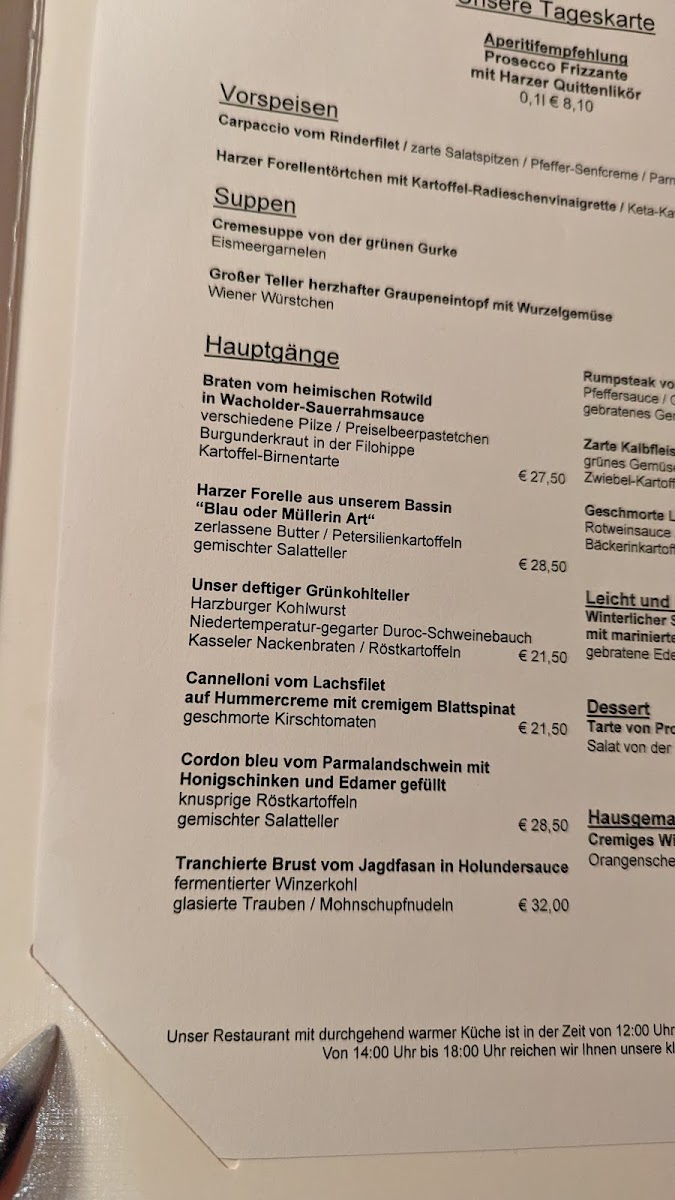 Unsere Tageskarte
Aperitifempfehlung
Prosecco Frizzante
mit Harzer Quittenlikör
0,1l € 8,10
Vorspeisen
Carpaccio vom Rinderfilet / zarte Salatspitzen / Pfeffer-Senfcreme /
Harzer Forellentörtchen mit Kartoffel-Radieschenvinaigrette /
Suppen
Cremesuppe von der grünen Gurke
Eismeergarnelen
Großer Teller herzhafter Graupeneintopf mit Wurzelgemüse
Wiener Würstchen
Hauptgänge
Braten vom heimischen Rotwild
in Wacholder-Sauerrahmsauce
verschiedene Pilze / Preiselbeerpastetchen
Burgunderkraut in der Filohippe
Kartoffel-Birnentarte
€ 27,50
Harzer Forelle aus unserem Bassin
“Blau oder Müllerin Art“
zerlassene Butter / Petersilienkartoffeln
gemischter Salatteller
€ 28,50
Unser deftiger Grünkohlteller
Harzburger Kohlwurst
Niedertemperatur-gegarter Duroc-Schweinebauch
Kasseler Nackenbraten / Röstkartoffeln € 21,50
Cannelloni vom Lachsfilet
auf Hummercreme mit cremigem Blattspinat
geschmorte Kirschtomaten € 21,50
Cordon bleu vom Parmalandschwein mit
Honigschinken und Edamer gefüllt
knusprige Röstkartoffeln
gemischter Salatteller € 28,50
Tranchierte Brust vom Jagdfasan in Holundersauce
fermentierter Winzerkohl
glasierte Trauben / Mohnschupfnudeln € 32,00
Rumpsteak
Pfeffersauce /
gebratenes
Zarte
grünes
Geschmorte
Rotweinsauce
Leicht und
Winterlicher
mit
gebratene
Dessert
Tarte von
Salat von der
Cremiges
Unser Restaurant mit durchgehend warmer Küche ist in der Zeit von 12:00 Uhr
Von 14:00 Uhr bis 18:00 Uhr reichen wir Ihnen unsere